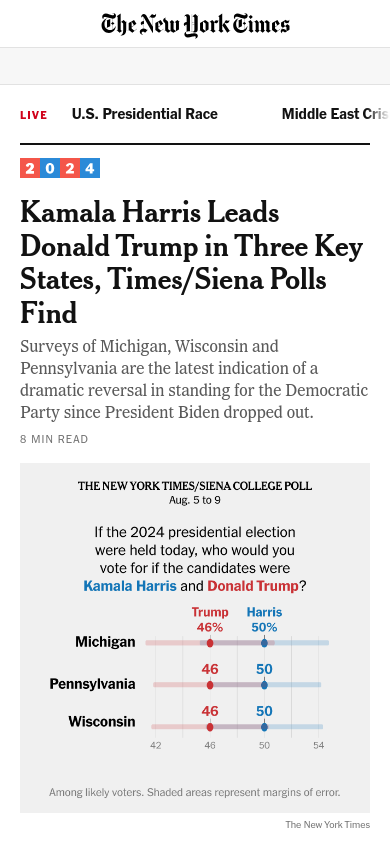 The New York Times
LIVE U.S. Presidential Race Middle East Cris
2024
Kamala Harris Leads
Donald Trump in Three Key
States, Times/Siena Polls
Find
Surveys of Michigan, Wisconsin and
Pennsylvania are the latest indication of a
dramatic reversal in standing for the Democratic
Party since President Biden dropped out.
8 MIN READ
THE NEW YORK TIMES/SIENA COLLEGE POLL
Aug. 5 to 9
If the 2024 presidential election
were held today, who would you
vote for if the candidates were
Kamala Harris and Donald Trump?
Trump Harris
46% 50%
Michigan
46 50
Pennsylvania
46 50
Wisconsin
42 46 50 54
Among likely voters. Shaded areas represent margins of error.
The New York Times